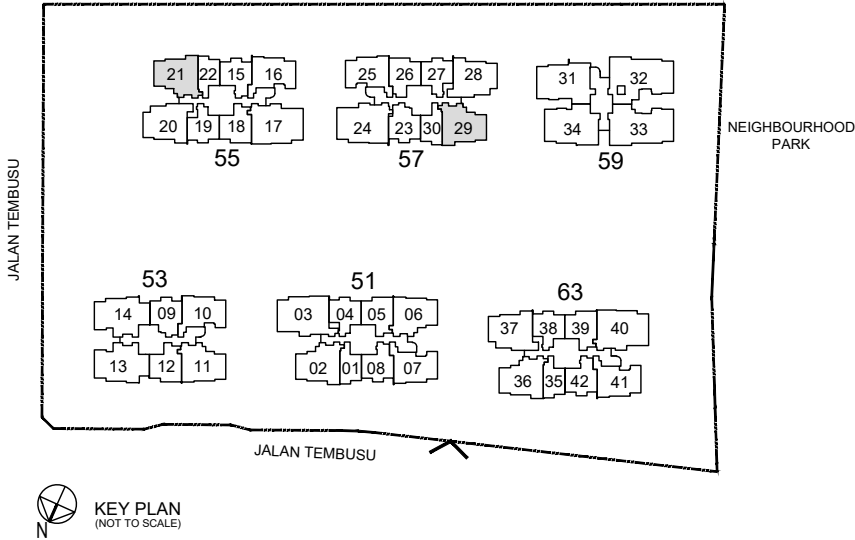 21 22 15 16
20 19 18 17
55
25 26 27 28
24 23 30 29
57
31 32
34 33
59
NEIGHBOURHOOD
PARK
JALAN TEMBUSU
53
14 09 10
13 12 11
51
03 04 05 06
02 01 08 07
63
37 38 39 40
36 35 42 41
JALAN TEMBUSU
N
KEY PLAN
(NOT TO SCALE)